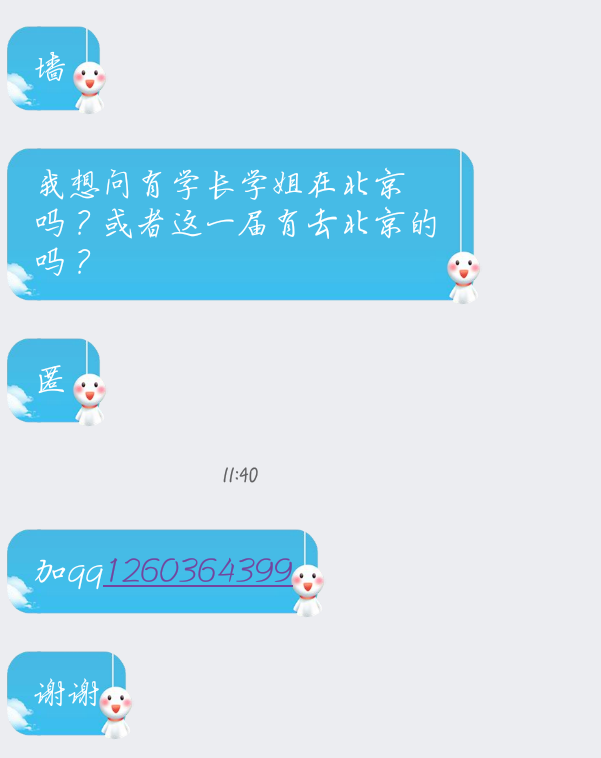 墙
我想问有学长学姐在北京
吗？或者这一届有去北京的
吗？
匿
11:40
加qq1260364399
谢谢